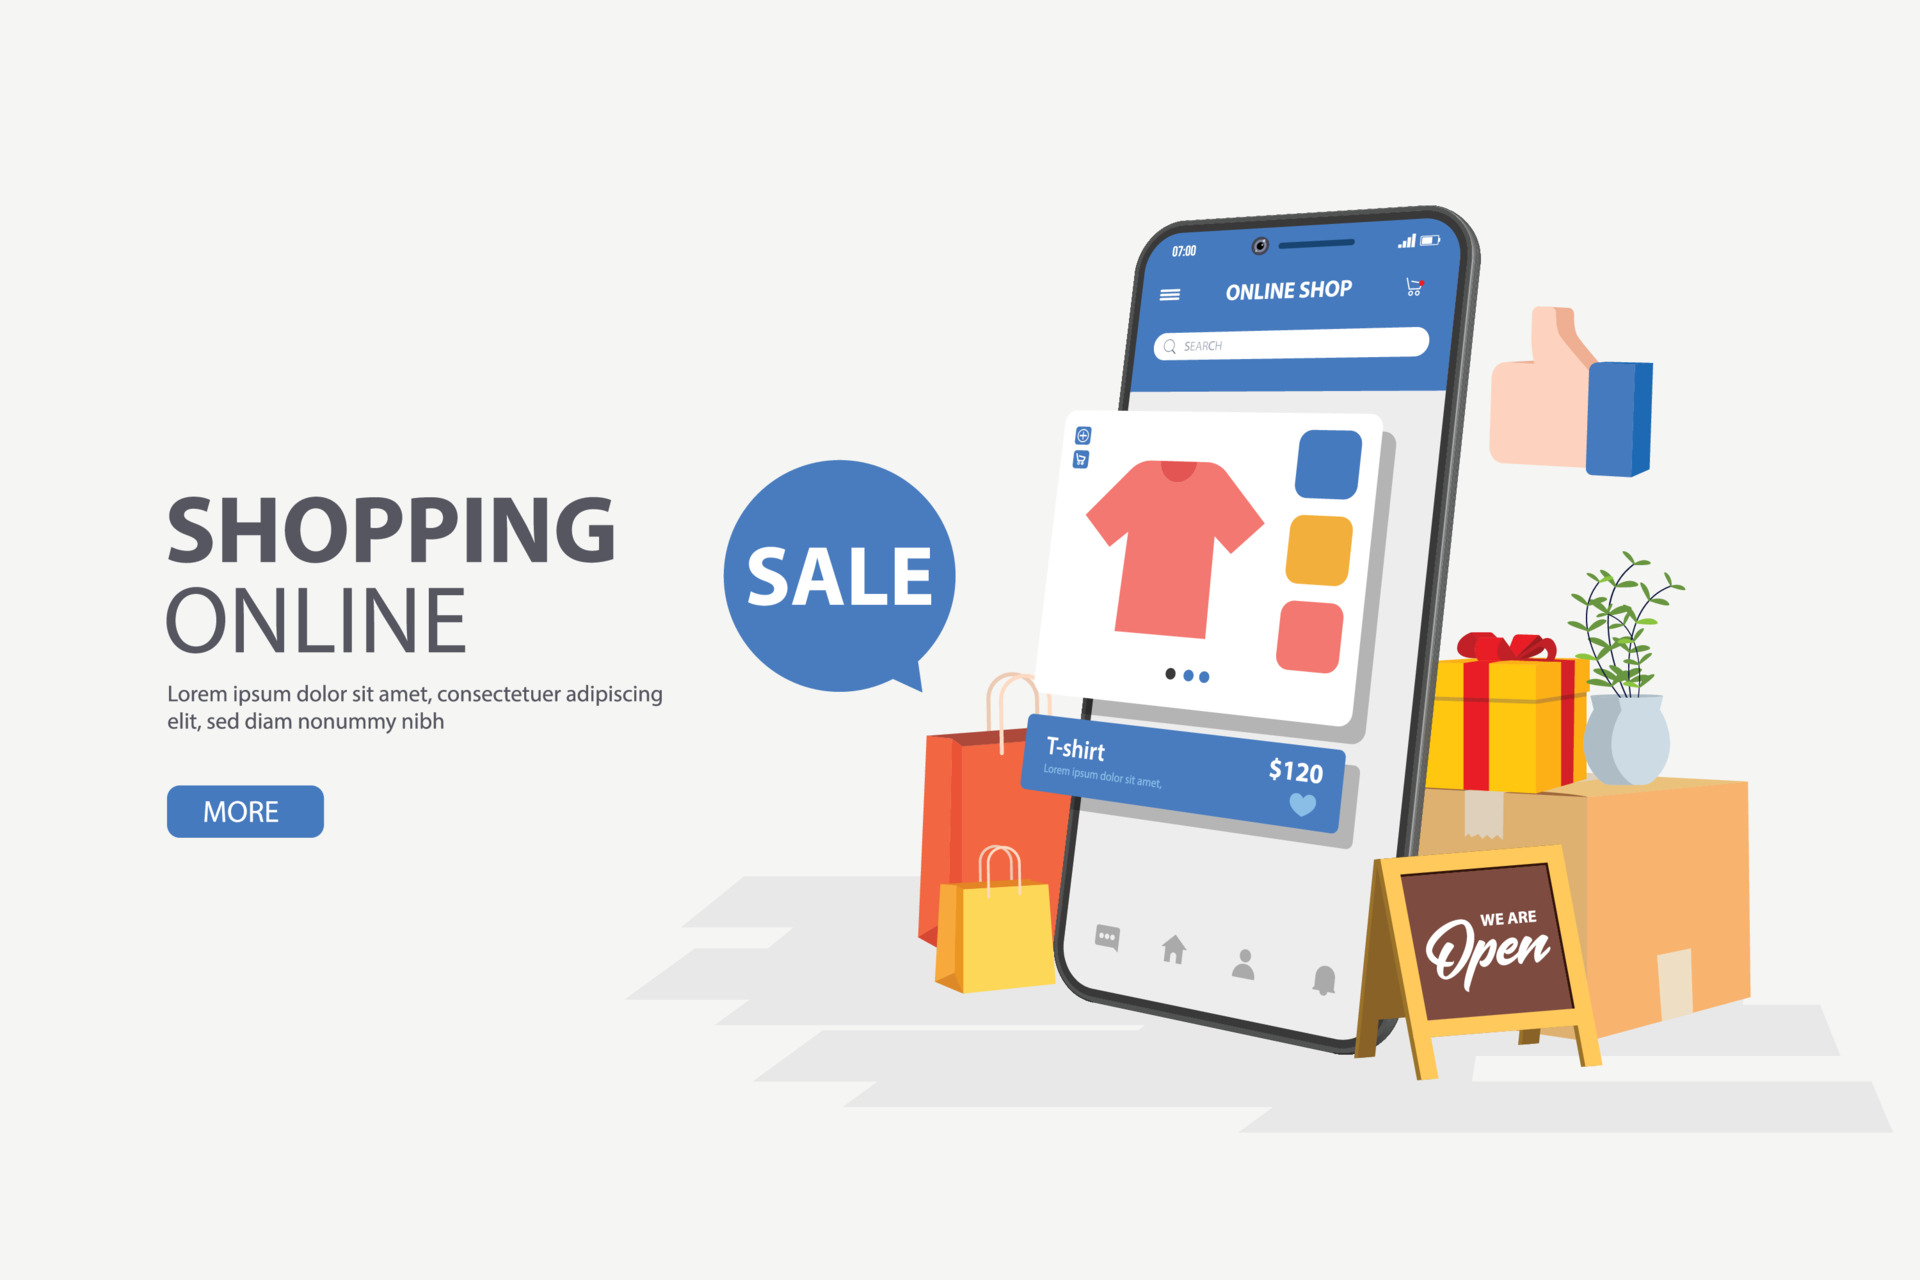 SHOPPING
ONLINE
Lorem ipsum dolor sit amet, consectetuer adipiscing
elit, sed diam nonummy nibh
MORE
SALE
07:00
ONLINE SHOP
SEARCH
T-shirt
Lorem ipsum dolor sit amet,
$120
WE ARE
Open